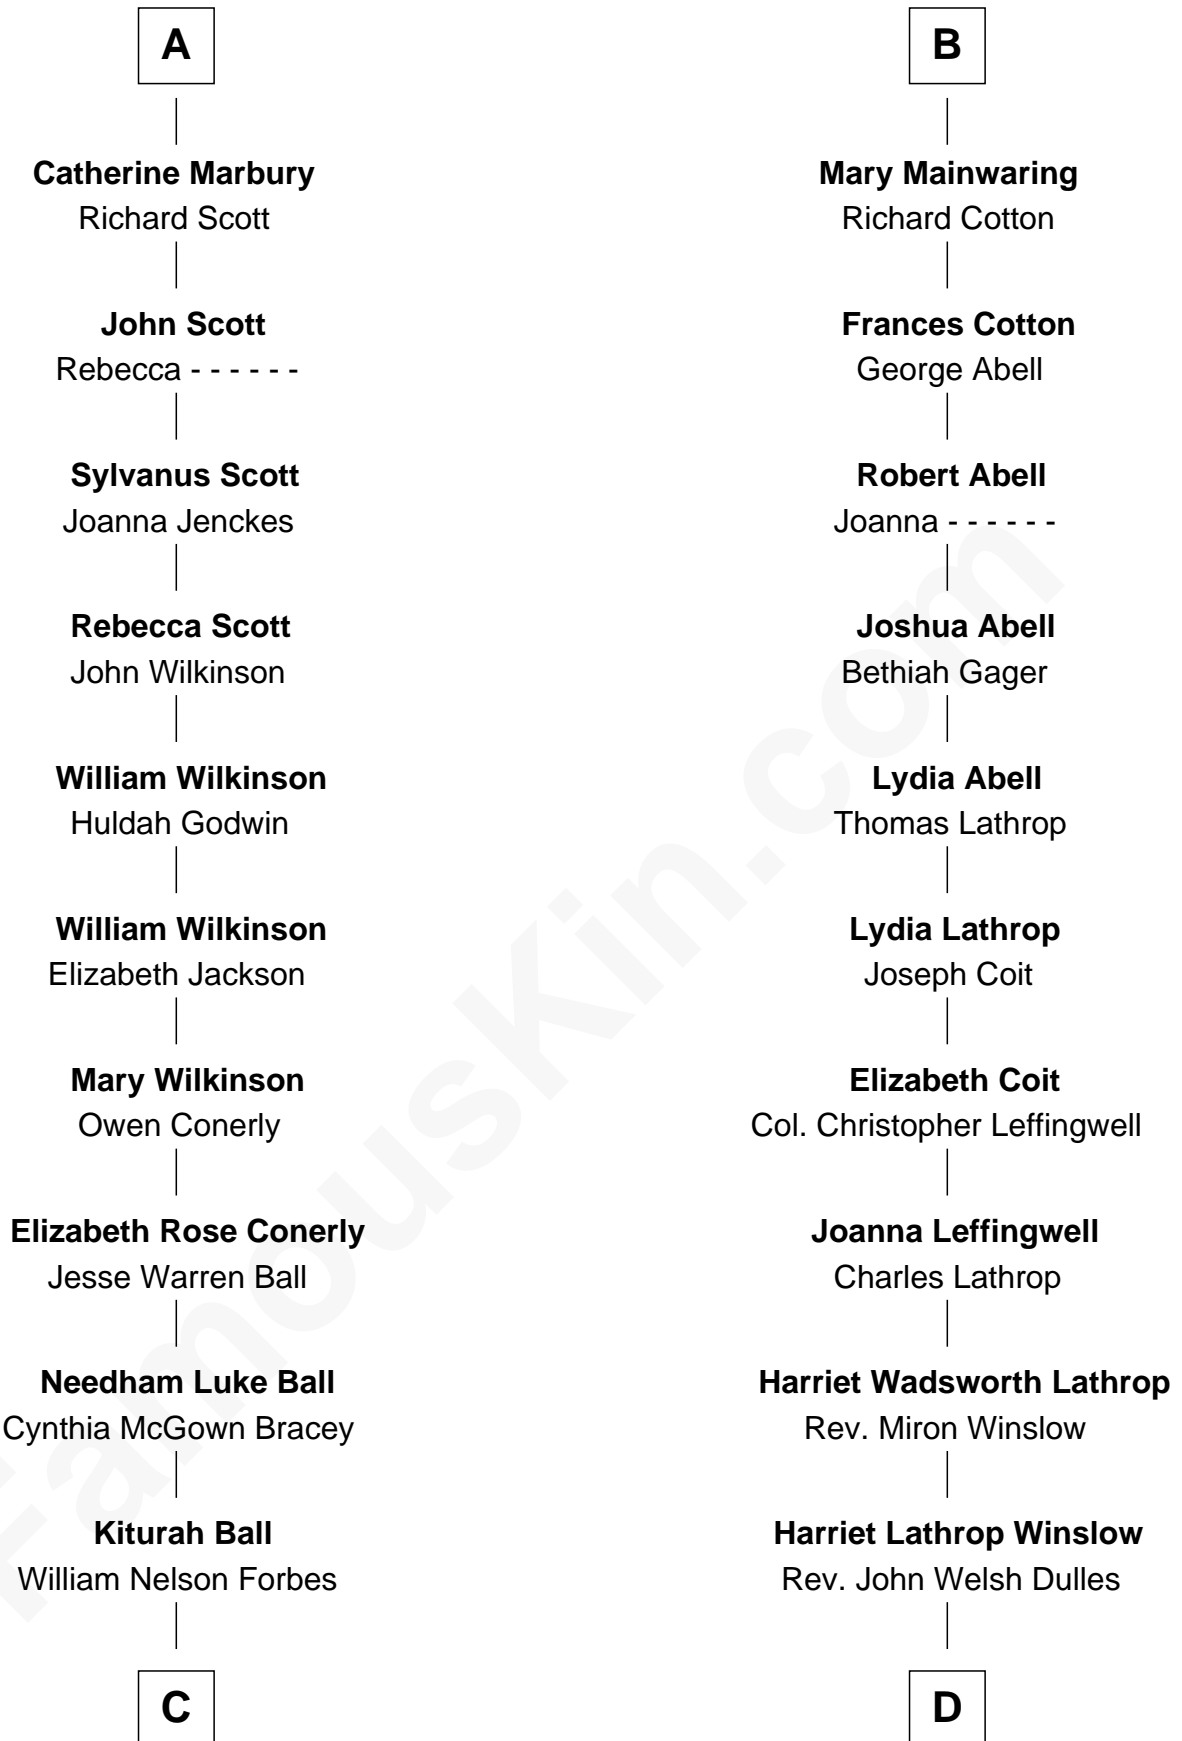 A
Catherine Marbury
Richard Scott
John Scott
Rebecca - - - - - -
Sylvanus Scott
Joanna Jenckes
Rebecca Scott
John Wilkinson
William Wilkinson
Huldah Godwin
William Wilkinson
Elizabeth Jackson
Mary Wilkinson
Owen Conerly
Elizabeth Rose Conerly
Jesse Warren Ball
Needham Luke Ball
Cynthia McGown Bracey
Kiturah Ball
William Nelson Forbes
C
B
Mary Mainwaring
Richard Cotton
Frances Cotton
George Abell
Robert Abell
Joanna - - - - - -
Joshua Abell
Bethiah Gager
Lydia Abell
Thomas Lathrop
Lydia Lathrop
Joseph Coit
Elizabeth Coit
Col. Christopher Leffingwell
Joanna Leffingwell
Charles Lathrop
Harriet Wadsworth Lathrop
Rev. Miron Winslow
Harriet Lathrop Winslow
Rev. John Welsh Dulles
D
FamousKin.com